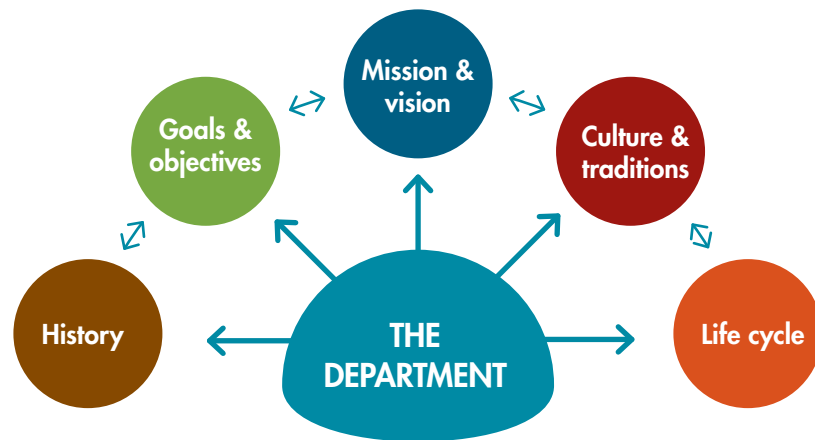 Mission &
vision
Goals &
objectives
Culture &
traditions
History
Life cycle
THE
DEPARTMENT